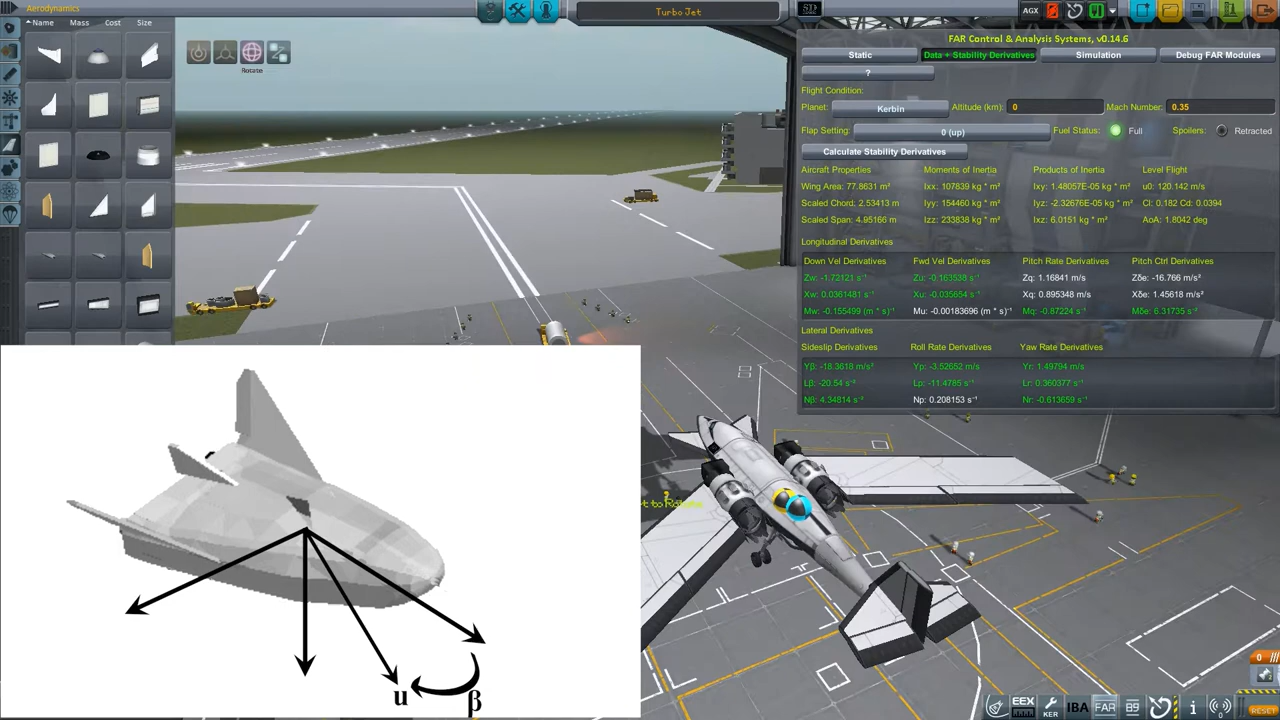 Aerodynamics
Name Mass Cost Size
Rotate
Turbo Jet
AGX
FAR Control & Analysis Systems, v0.14.6
Static Data + Stability Derivatives Simulation Debug FAR Modules
?
Flight Condition:
Planet: Kerbin Altitude (km): 0 Mach Number: 0.35
Flap Setting: 0 (up) Fuel Status: Full Spoilers: Retracted
Calculate Stability Derivatives
Aircraft Properties Moments of Inertia Products of Inertia Level Flight
Wing Area: 77.8631 m² Ixx: 107839 kg * m² Ixy: 1.48057E-05 kg * m² u0: 120.142 m/s
Scaled Chord: 2.53413 m Iyy: 154460 kg * m² Iyz: -2.32676E-05 kg * m² Cl: 0.182 Cd: 0.0394
Scaled Span: 4.95166 m Izz: 233838 kg * m² Ixz: 6.0151 kg * m² AoA: 1.8042 deg
Longitudinal Derivatives
Down Vel Derivatives Fwd Vel Derivatives Pitch Rate Derivatives Pitch Ctrl Derivatives
Zw: -1.72121 s⁻¹ Zu: -0.163538 s⁻¹ Zq: 1.16841 m/s Zδe: -16.766 m/s²
Xw: 0.0361481 s⁻¹ Xu: -0.035654 s⁻¹ Xq: 0.895348 m/s Xδe: 1.45618 m/s²
Mw: -0.155499 (m * s)⁻¹ Mu: -0.00183696 (m * s)⁻¹ Mq: -0.87224 s⁻¹ Mδe: 6.31735 s⁻²
Lateral Derivatives
Sideslip Derivatives Roll Rate Derivatives Yaw Rate Derivatives
Yβ: -18.3618 m/s² Yp: -3.52652 m/s Yr: 1.49794 m/s
Lβ: -20.54 s⁻² Lp: -11.4785 s⁻¹ Lr: 0.360377 s⁻¹
Nβ: 4.34814 s⁻² Np: 0.208153 s⁻¹ Nr: -0.613659 s⁻¹
u
β
0
EEX KER IBA FAR B9 i
RESET